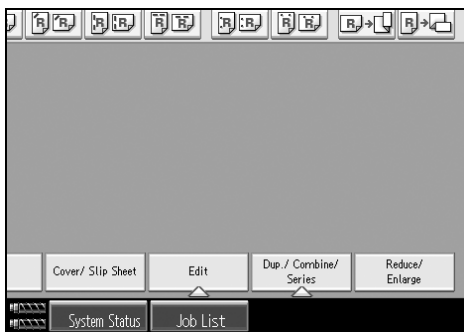 R R R R R R R R R R R R
Cover/ Slip Sheet
Edit
Dup./ Combine/
Series
Reduce/
Enlarge
System Status
Job List